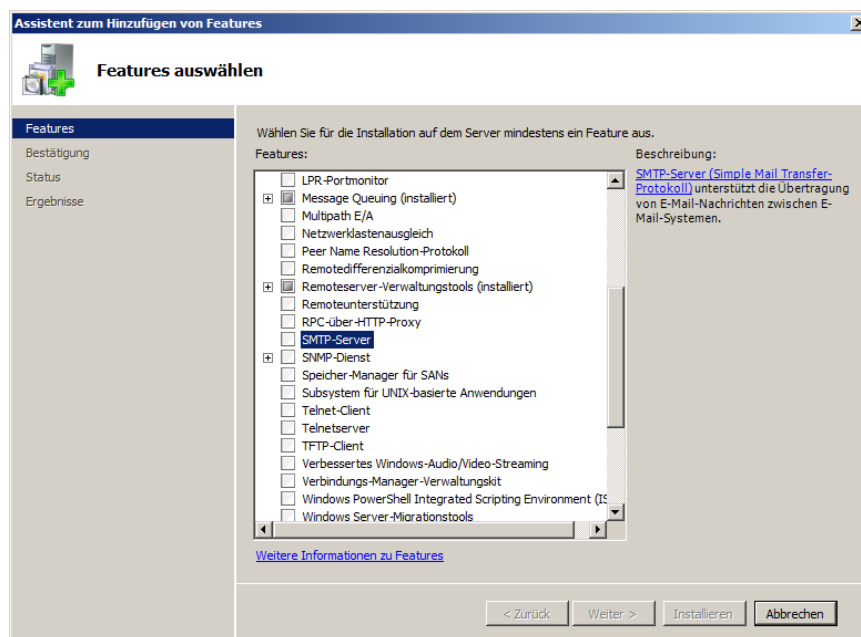 Assistent zum Hinzufügen von Features
Features auswählen
Features
Bestätigung
Status
Ergebnisse
Wählen Sie für die Installation auf dem Server mindestens ein Feature aus.
Features:
LPR-Portmonitor
Message Queuing (installiert)
Multipath E/A
Netzwerklastenausgleich
Peer Name Resolution-Protokoll
Remotedifferenzialkomprimierung
Remoteserver-Verwaltungstools (installiert)
Remoteunterstützung
RPC-über-HTTP-Proxy
SMTP-Server
SNMP-Dienst
Speicher-Manager für SANs
Subsystem für UNIX-basierte Anwendungen
Telnet-Client
Telnetserver
TFTP-Client
Verbessertes Windows-Audio/Video-Streaming
Verbindungs-Manager-Verwaltungskit
Windows PowerShell Integrated Scripting Environment (IS
Windows Server-Migrationstools
Weitere Informationen zu Features
Beschreibung:
SMTP-Server (Simple Mail Transfer-
Protokoll) unterstützt die Übertragung
von E-Mail-Nachrichten zwischen E-
Mail-Systemen.
< Zurück
Weiter >
Installieren
Abbrechen